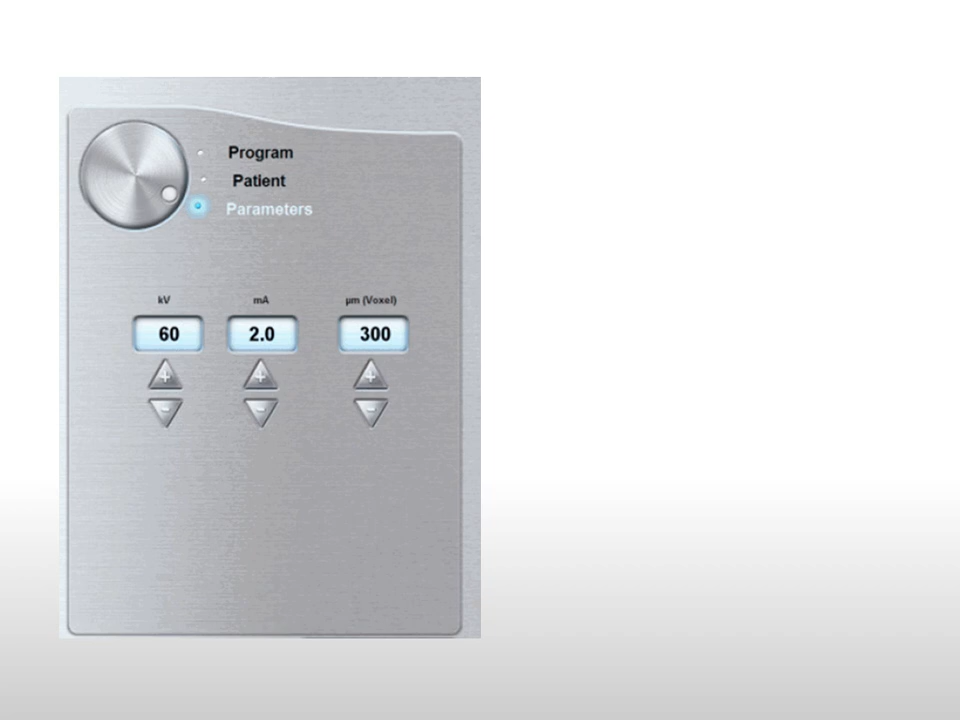 Program
Patient
Parameters
kV mA µm (Voxel)
60 2.0 300
+ + +
- - -